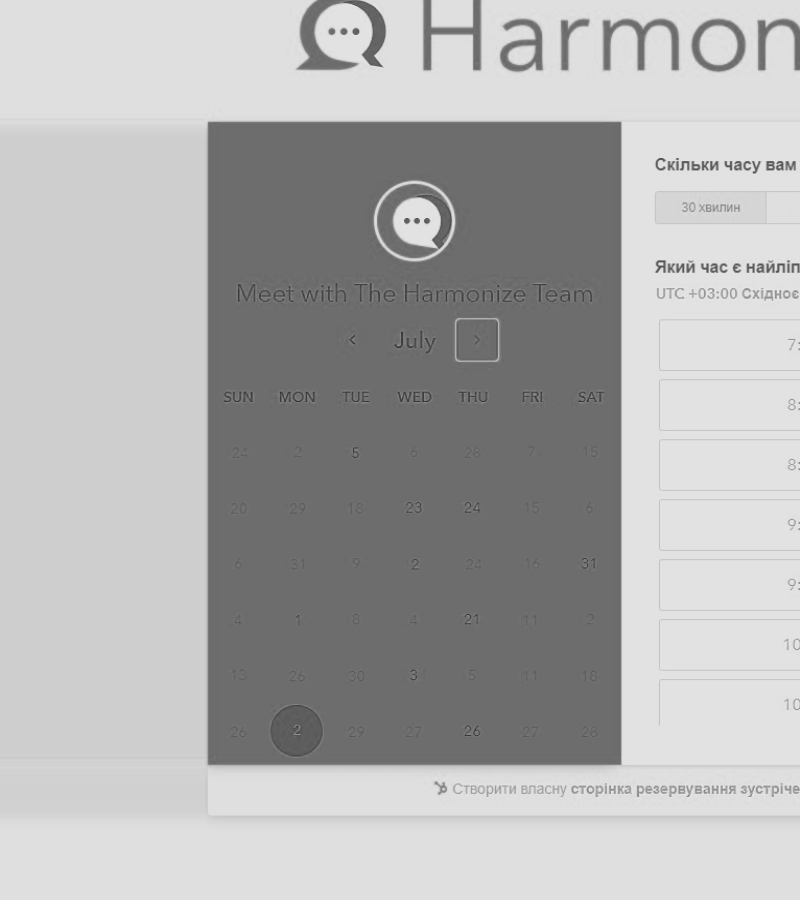 Harmon
Meet with The Harmonize Team
July
SUN MON TUE WED THU FRI SAT
24 2 5 6 28 7 15
20 29 18 23 24 15 6
6 31 9 2 24 16 31
4 1 8 4 21 11 2
13 26 30 3 5 11 18
26 2 29 27 26 27 28
Скільки часу вам
30 хвилин
Який час є найліп
UTC +03:00 Східноє
7:
8:
8:
9:
9:
10
10
Створити власну сторінка резервування зустріче